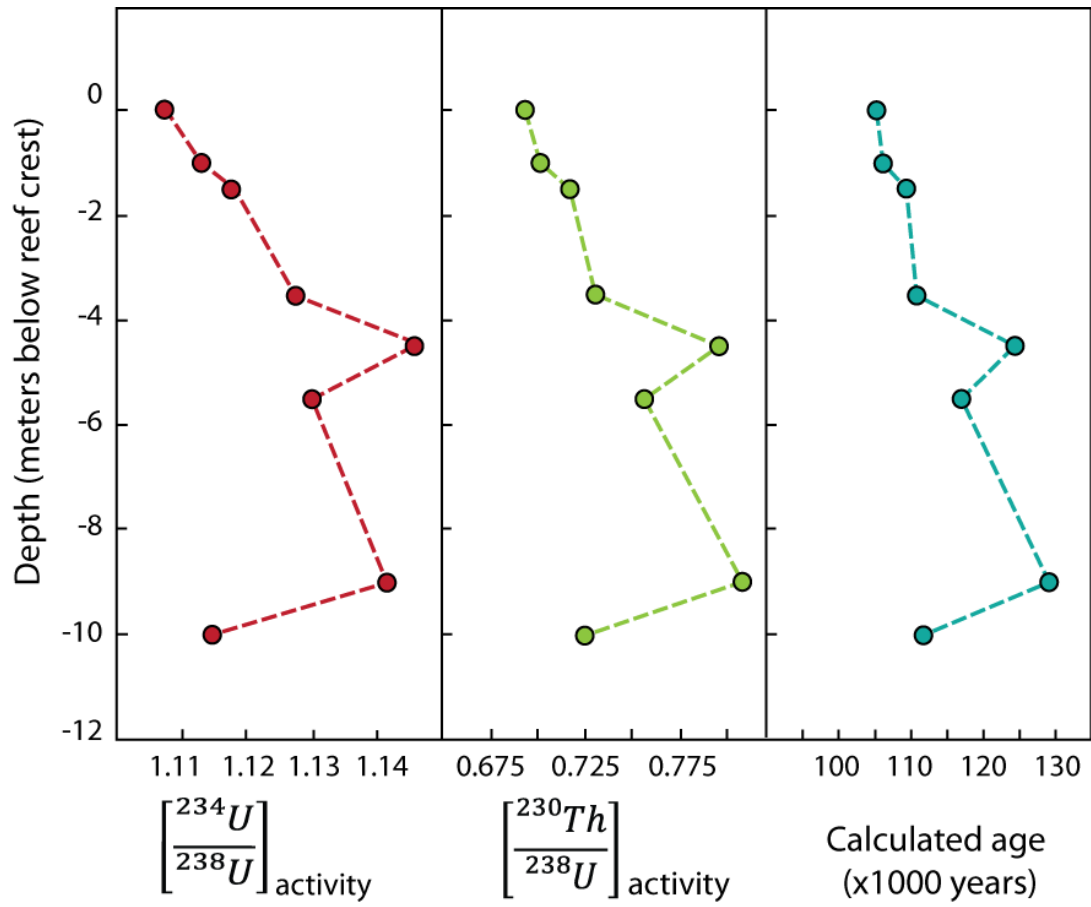 Depth (meters below reef crest)
0
-2
-4
-6
-8
-10
-12
1.11 1.12 1.13 1.14
0.675 0.725 0.775
100 110 120 130
[234U/238U] activity
[230Th/238U] activity
Calculated age
(x1000 years)